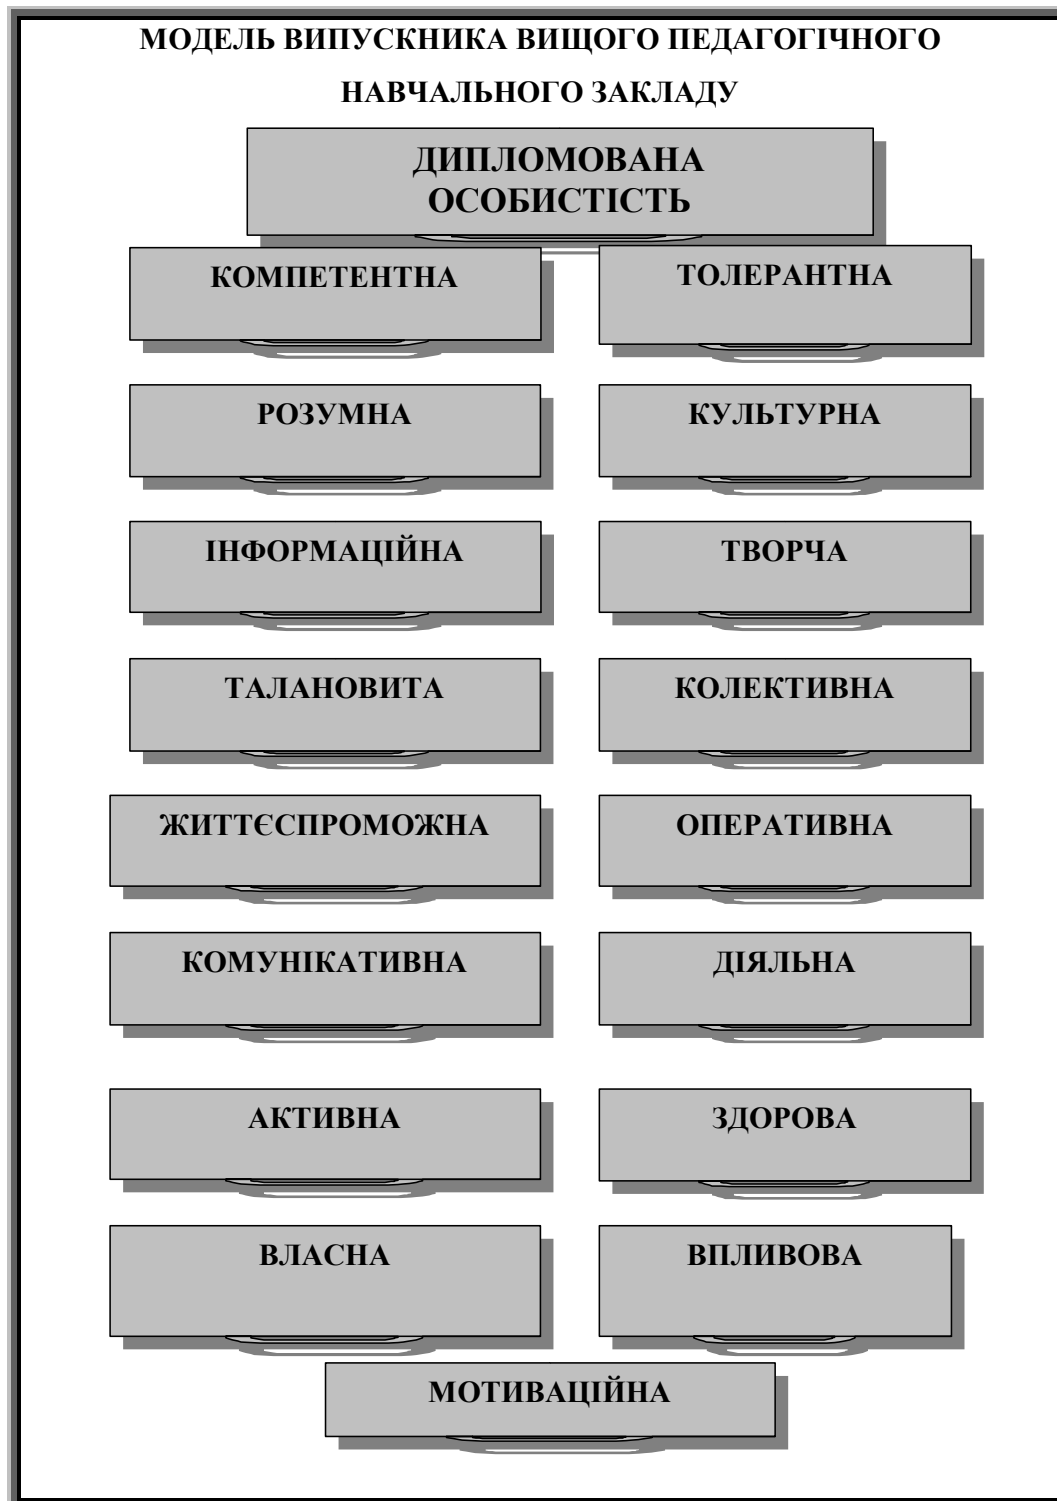 МОДЕЛЬ ВИПУСКНИКА ВИЩОГО ПЕДАГОГІЧНОГО
НАВЧАЛЬНОГО ЗАКЛАДУ
ДИПЛОМОВАНА
ОСОБИСТІСТЬ
КОМПЕТЕНТНА
ТОЛЕРАНТНА
РОЗУМНА
КУЛЬТУРНА
ІНФОРМАЦІЙНА
ТВОРЧА
ТАЛАНОВИТА
КОЛЕКТИВНА
ЖИТТЄСПРОМОЖНА
ОПЕРАТИВНА
КОМУНІКАТИВНА
ДІЯЛЬНА
АКТИВНА
ЗДОРОВА
ВЛАСНА
ВПЛИВОВА
МОТИВАЦІЙНА